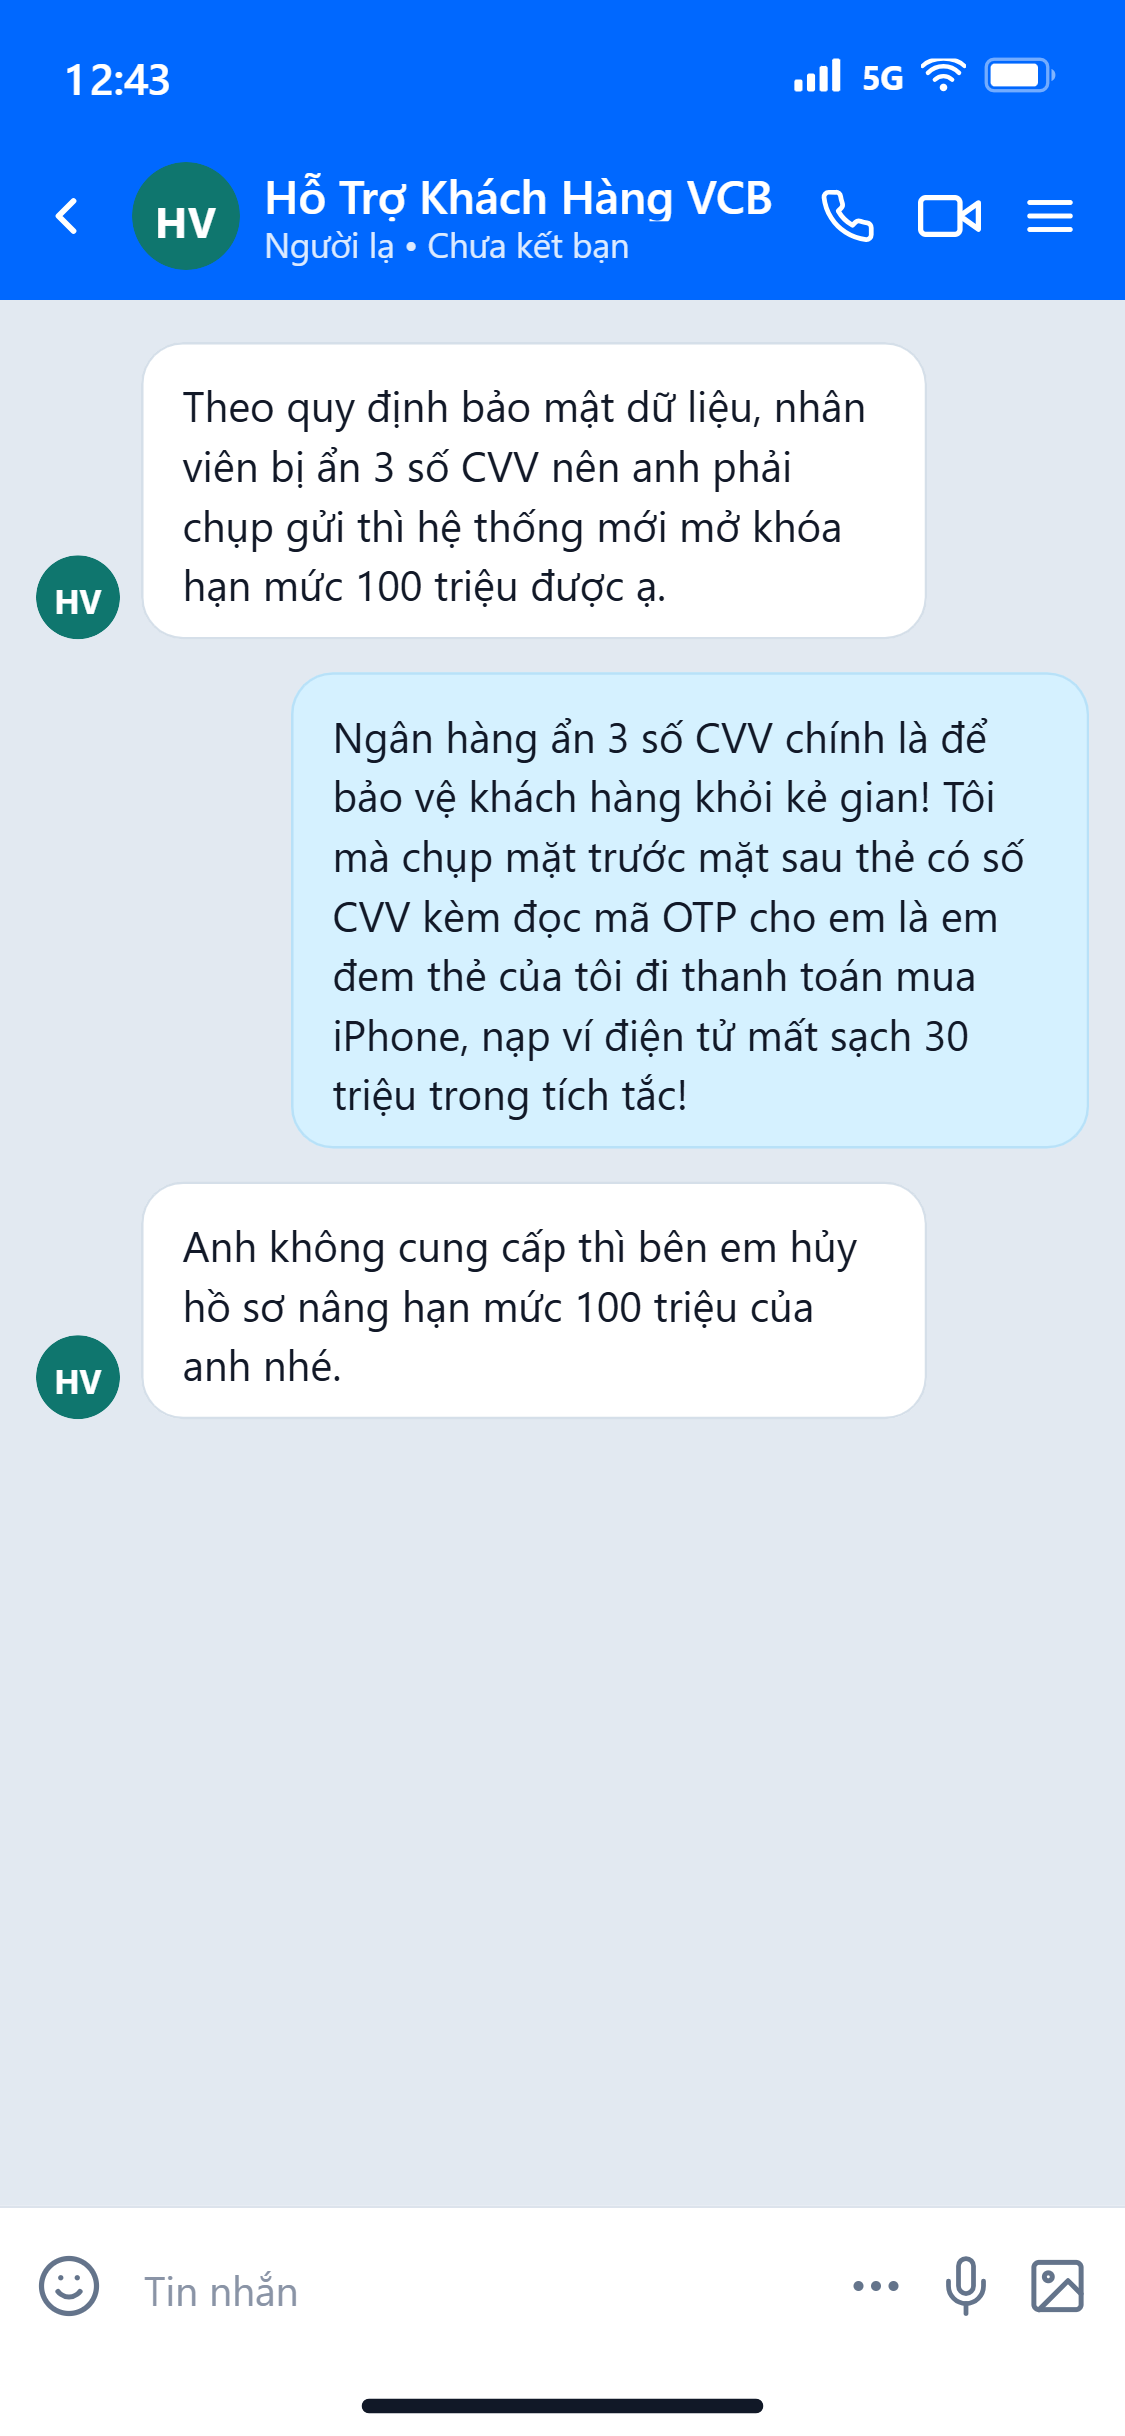 12:43
5G
HV
Hỗ Trợ Khách Hàng VCB
Người lạ • Chưa kết bạn
Theo quy định bảo mật dữ liệu, nhân
viên bị ẩn 3 số CVV nên anh phải
chụp gửi thì hệ thống mới mở khóa
hạn mức 100 triệu được ạ.
HV
Ngân hàng ẩn 3 số CVV chính là để
bảo vệ khách hàng khỏi kẻ gian! Tôi
mà chụp mặt trước mặt sau thẻ có số
CVV kèm đọc mã OTP cho em là em
đem thẻ của tôi đi thanh toán mua
iPhone, nạp ví điện tử mất sạch 30
triệu trong tích tắc!
Anh không cung cấp thì bên em hủy
hồ sơ nâng hạn mức 100 triệu của
anh nhé.
HV
Tin nhắn